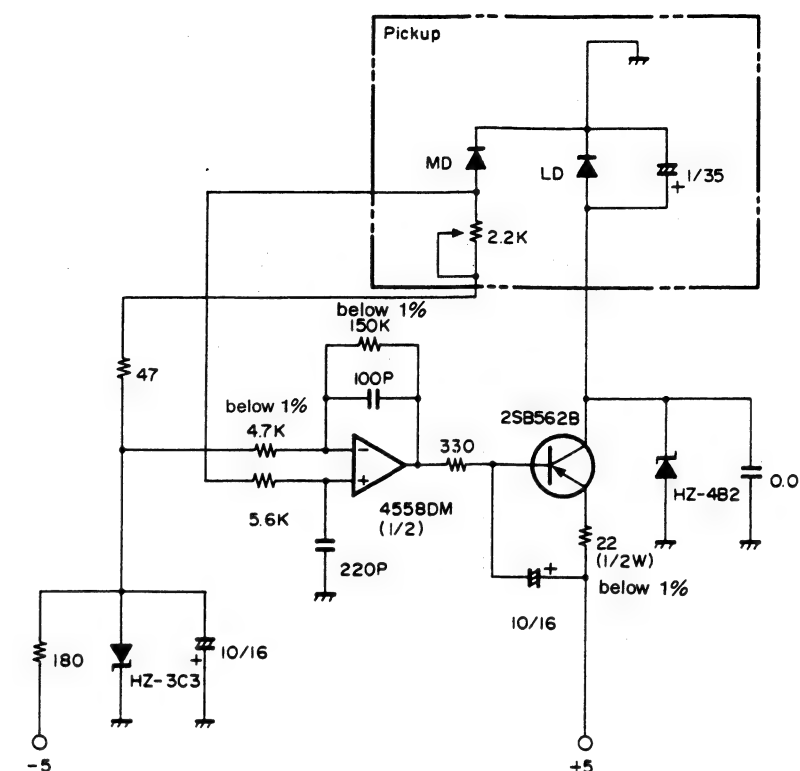 Pickup
MD
LD
1/35
+
2.2K
below 1%
150K
47
100P
below 1%
4.7K
2SB562B
330
-
+
HZ-4B2
0.0
5.6K
4558DM
(1/2)
22
(1/2W)
220P
+
below 1%
10/16
180
HZ-3C3
+
10/16
-5
+5